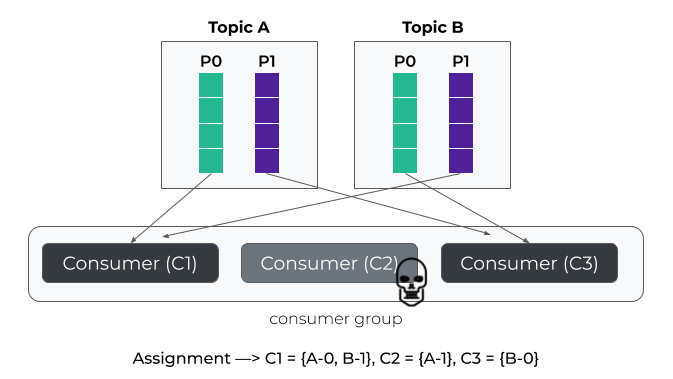 Topic A Topic B
P0 P1 P0 P1
Consumer (C1) Consumer (C2) Consumer (C3)
consumer group
Assignment —> C1 = {A-0, B-1}, C2 = {A-1}, C3 = {B-0}